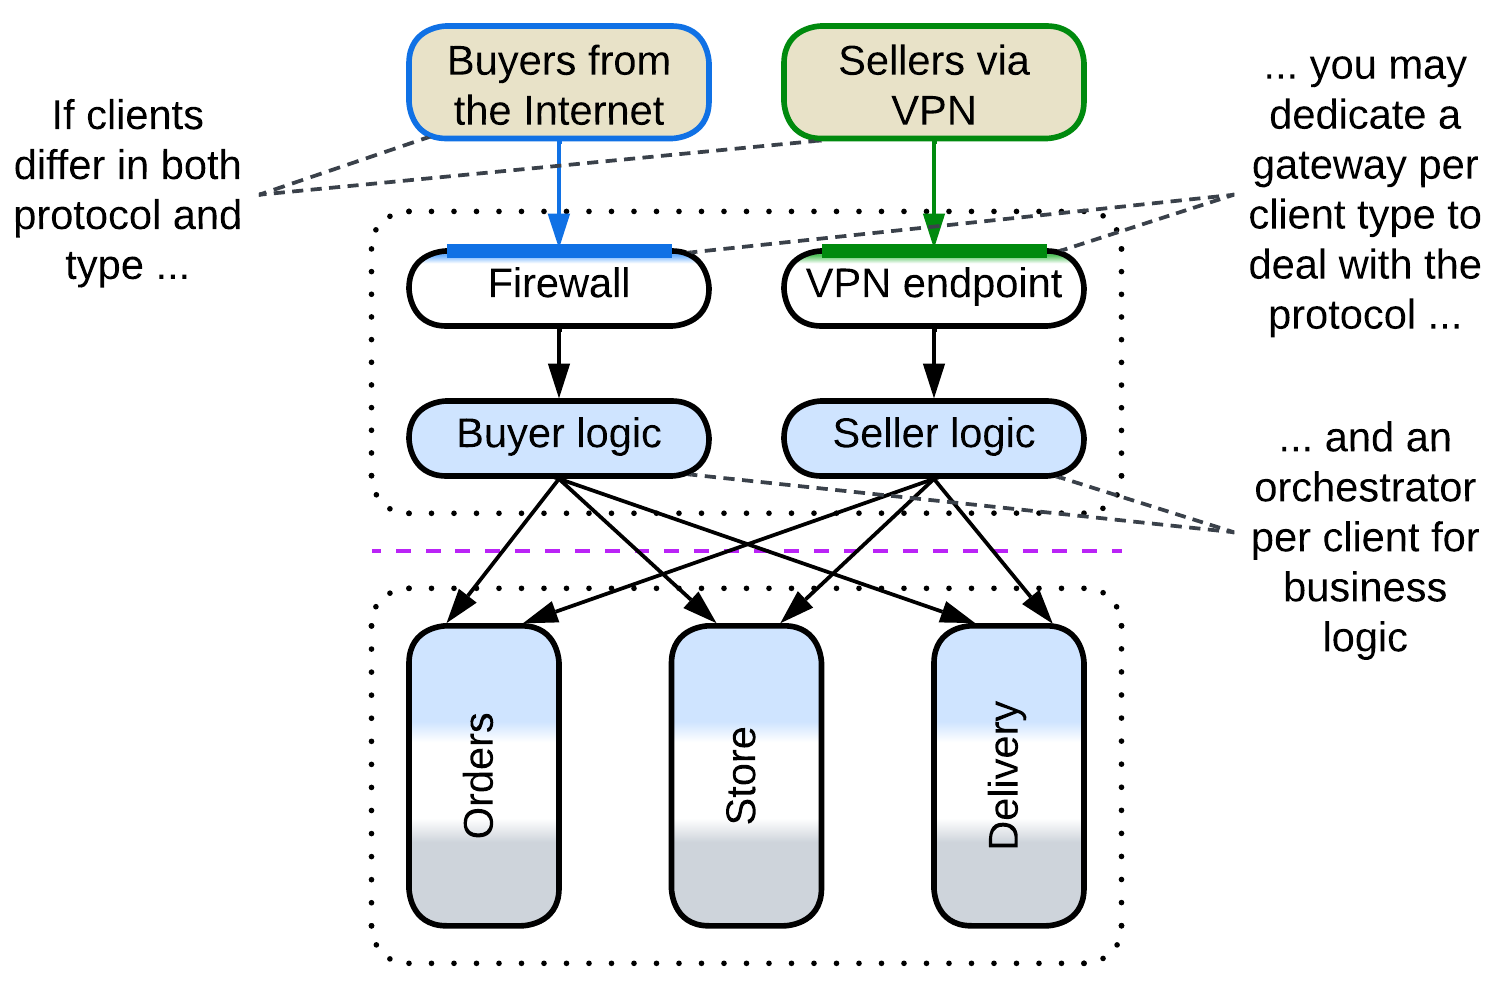 Buyers from
the Internet
Sellers via
VPN
If clients
differ in both
protocol and
type ...
... you may
dedicate a
gateway per
client type to
deal with the
protocol ...
Firewall
VPN endpoint
Buyer logic
Seller logic
... and an
orchestrator
per client for
business
logic
Orders
Store
Delivery